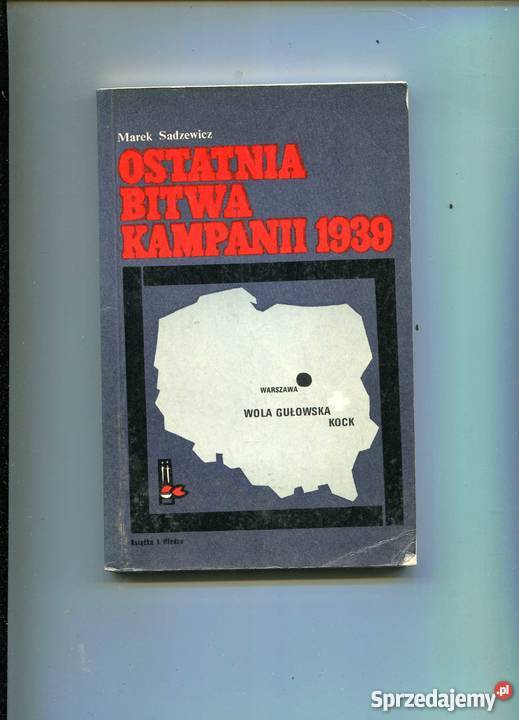 Marek Sadzewicz
OSTATNIA
BITWA
KAMPANII 1939
WARSZAWA
WOLA GUŁOWSKA
KOCK
Książka i Wiedza
Sprzedajemy.pl